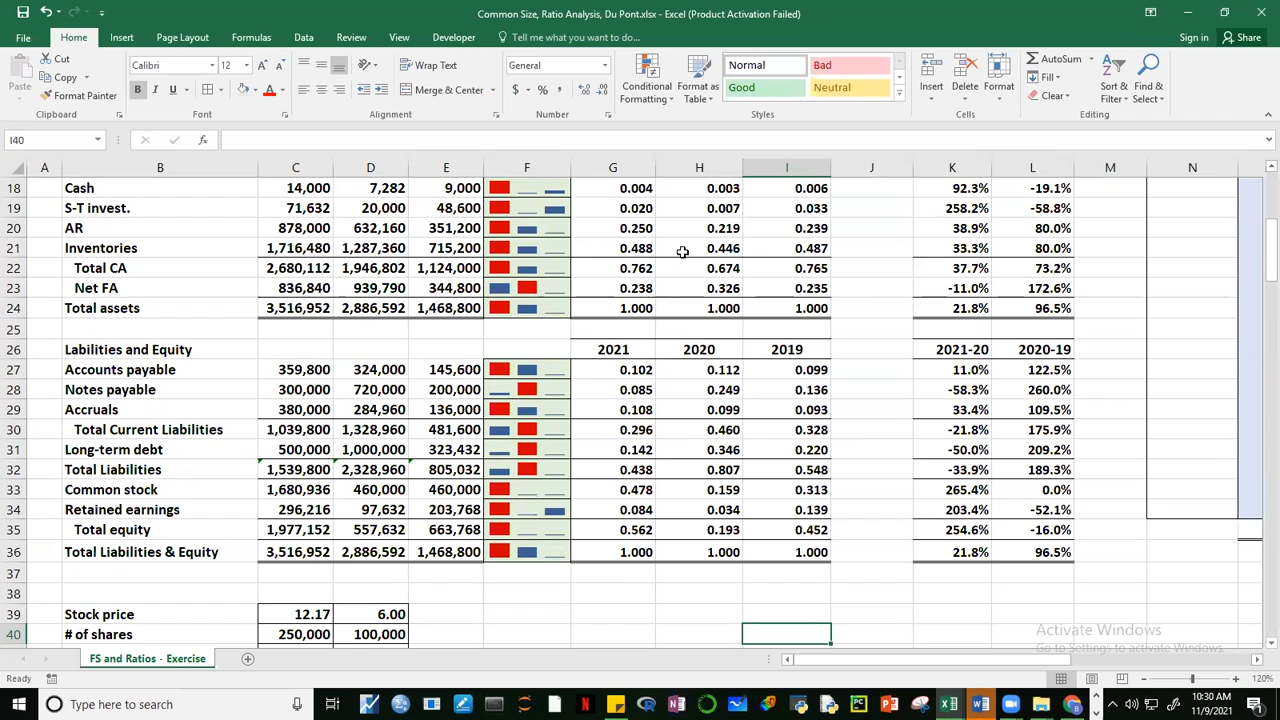 Common Size, Ratio Analysis, Du Pont.xlsx - Excel (Product Activation Failed)
File Home Insert Page Layout Formulas Data Review View Developer Tell me what you want to do... Sign in Share
Paste Cut Copy Format Painter Calibri 12 Wrap Text Merge & Center General Conditional Formatting Format as Table Normal Bad Good Neutral Insert Delete Format AutoSum Fill Clear Sort & Filter Find & Select
Clipboard Font Alignment Number Styles Cells Editing
I40
A B C D E F G H I J K L M N
18 Cash 14,000 7,282 9,000 0.004 0.003 0.006 92.3% -19.1%
19 S-T invest. 71,632 20,000 48,600 0.020 0.007 0.033 258.2% -58.8%
20 AR 878,000 632,160 351,200 0.250 0.219 0.239 38.9% 80.0%
21 Inventories 1,716,480 1,287,360 715,200 0.488 0.446 0.487 33.3% 80.0%
22 Total CA 2,680,112 1,946,802 1,124,000 0.762 0.674 0.765 37.7% 73.2%
23 Net FA 836,840 939,790 344,800 0.238 0.326 0.235 -11.0% 172.6%
24 Total assets 3,516,952 2,886,592 1,468,800 1.000 1.000 1.000 21.8% 96.5%
25
26 Labilities and Equity 2021 2020 2019 2021-20 2020-19
27 Accounts payable 359,800 324,000 145,600 0.102 0.112 0.099 11.0% 122.5%
28 Notes payable 300,000 720,000 200,000 0.085 0.249 0.136 -58.3% 260.0%
29 Accruals 380,000 284,960 136,000 0.108 0.099 0.093 33.4% 109.5%
30 Total Current Liabilities 1,039,800 1,328,960 481,600 0.296 0.460 0.328 -21.8% 175.9%
31 Long-term debt 500,000 1,000,000 323,432 0.142 0.346 0.220 -50.0% 209.2%
32 Total Liabilities 1,539,800 2,328,960 805,032 0.438 0.807 0.548 -33.9% 189.3%
33 Common stock 1,680,936 460,000 460,000 0.478 0.159 0.313 265.4% 0.0%
34 Retained earnings 296,216 97,632 203,768 0.084 0.034 0.139 203.4% -52.1%
35 Total equity 1,977,152 557,632 663,768 0.562 0.193 0.452 254.6% -16.0%
36 Total Liabilities & Equity 3,516,952 2,886,592 1,468,800 1.000 1.000 1.000 21.8% 96.5%
37
38
39 Stock price 12.17 6.00
40 # of shares 250,000 100,000
Activate Windows
Go to Settings to activate Windows.
FS and Ratios - Exercise
Ready 120%
Type here to search 10:30 AM
11/9/2021